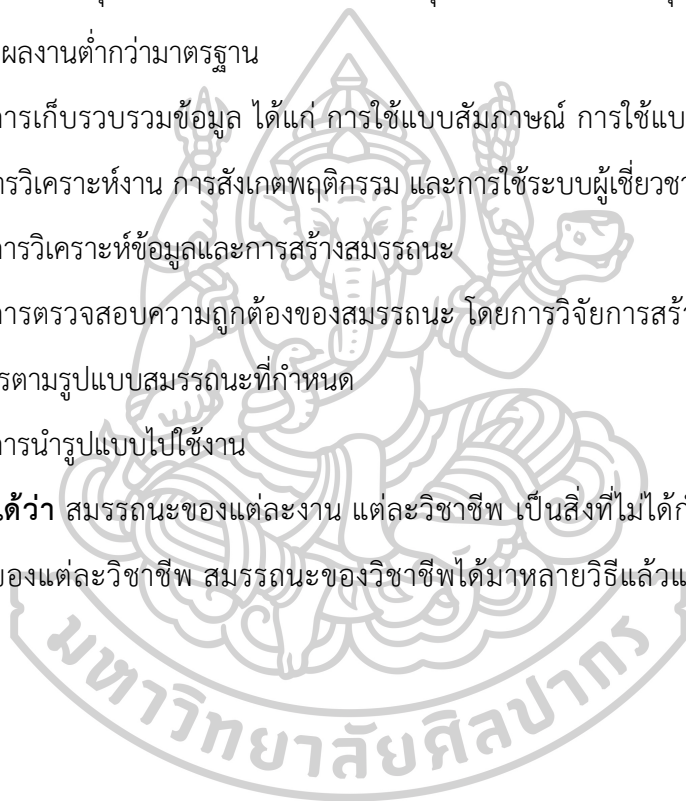 ผลงานต่ำกว่ามาตรฐาน
การเก็บรวบรวมข้อมูล ได้แก่ การใช้แบบสัมภาษณ์ การใช้แบบ
การวิเคราะห์งาน การสังเกตพฤติกรรม และการใช้ระบบผู้เชี่ยวชา
การวิเคราะห์ข้อมูลและการสร้างสมรรถนะ
การตรวจสอบความถูกต้องของสมรรถนะ โดยการวิจัยการสร้า
รตามรูปแบบสมรรถนะที่กำหนด
การนำรูปแบบไปใช้งาน
ได้ว่า สมรรถนะของแต่ละงาน แต่ละวิชาชีพ เป็นสิ่งที่ไม่ได้กำ
ของแต่ละวิชาชีพ สมรรถนะของวิชาชีพได้มาหลายวิธีแล้วแ
มหาวิทยาลัยศิลปากร